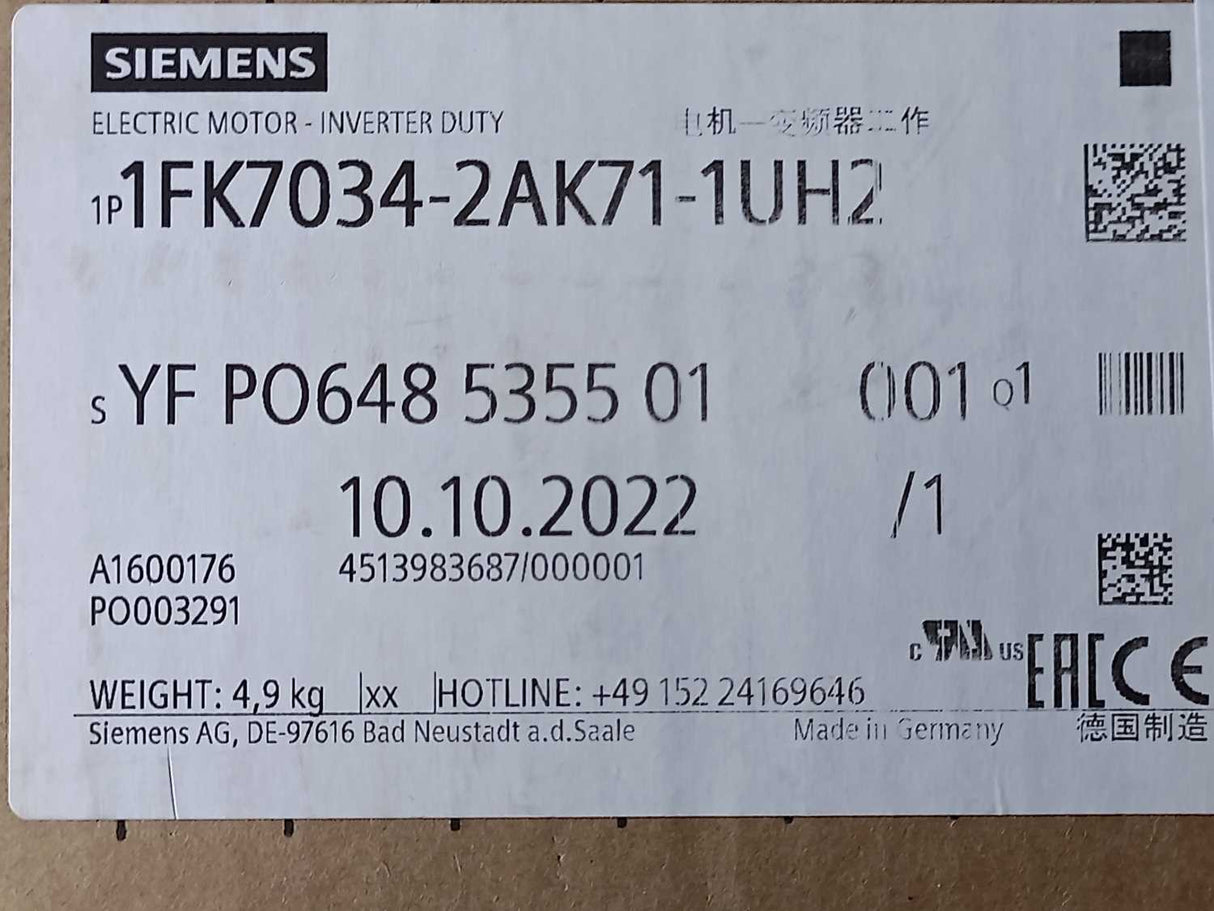 SIEMENS
ELECTRIC MOTOR - INVERTER DUTY 电机一变频器工作
1P 1FK7034-2AK71-1UH2
S YF PO648 5355 01 001 Q1
10.10.2022 /1
A1600176 4513983687/000001
PO003291
c US EAC CE
WEIGHT: 4,9 kg |xx |HOTLINE: +49 152 24169646
Siemens AG, DE-97616 Bad Neustadt a.d.Saale Made in Germany 德国制造